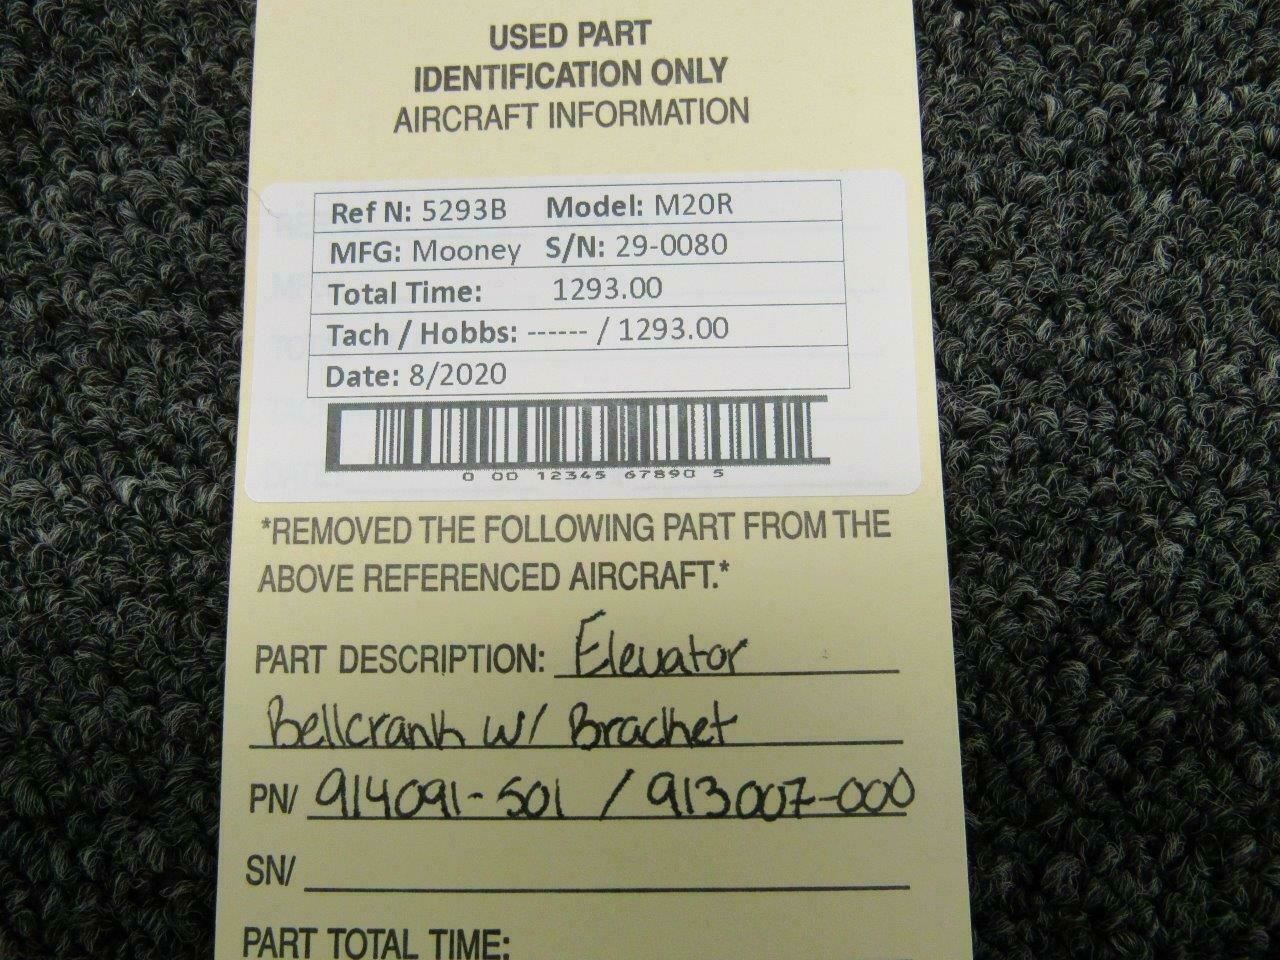 USED PART
IDENTIFICATION ONLY
AIRCRAFT INFORMATION
Ref N: 5293B Model: M20R
MFG: Mooney S/N: 29-0080
Total Time: 1293.00
Tach / Hobbs: ------ / 1293.00
Date: 8/2020
0 00 12345 67890 5
*REMOVED THE FOLLOWING PART FROM THE
ABOVE REFERENCED AIRCRAFT.*
PART DESCRIPTION: Elevator
Bellcrank w/ Bracket
PN/ 914091-501 / 913007-000
SN/
PART TOTAL TIME: